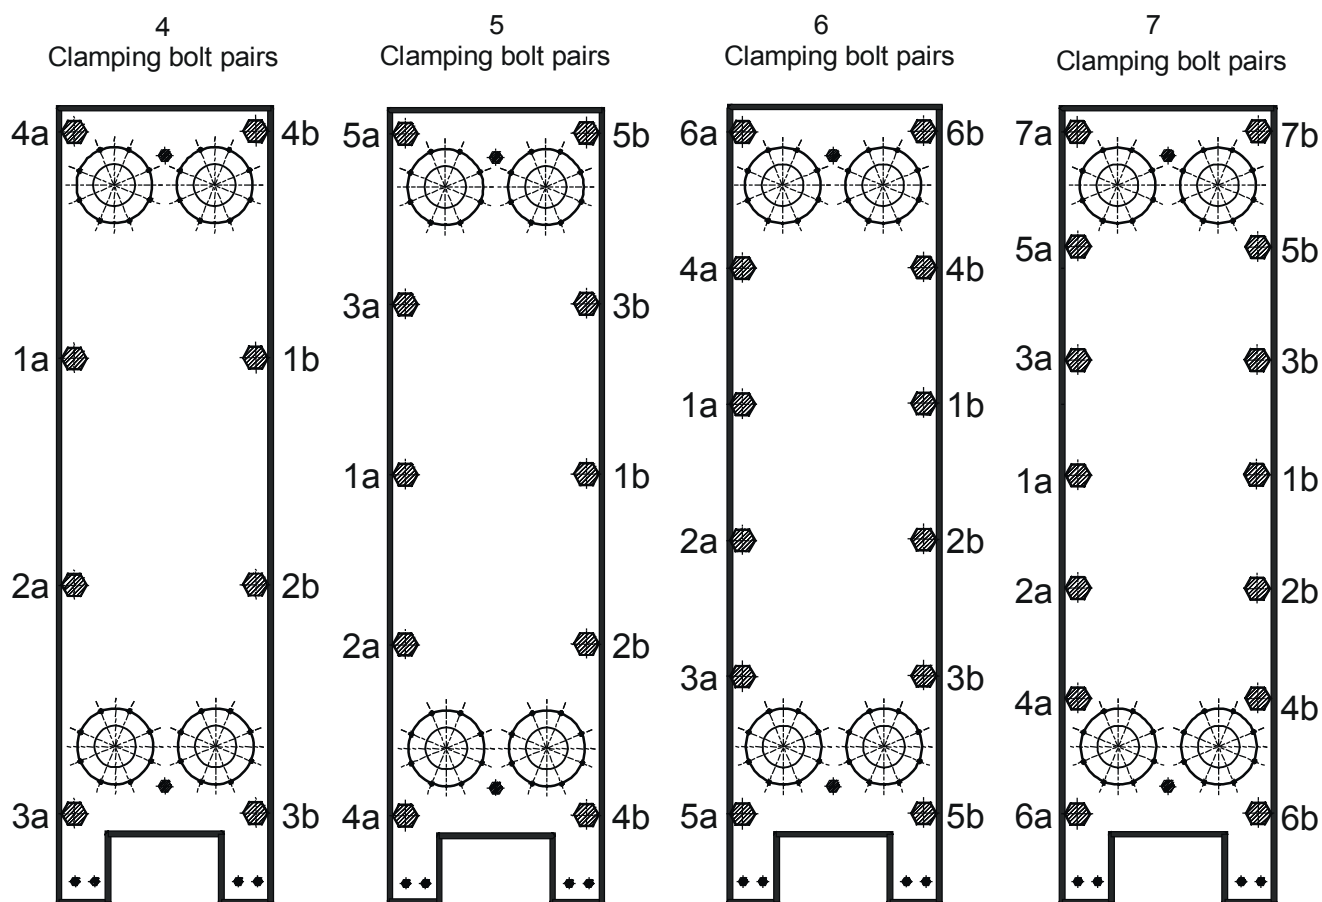 4
Clamping bolt pairs
4a 4b
1a 1b
2a 2b
3a 3b
5
Clamping bolt pairs
5a 5b
3a 3b
1a 1b
2a 2b
4a 4b
6
Clamping bolt pairs
6a 6b
4a 4b
1a 1b
2a 2b
3a 3b
5a 5b
7
Clamping bolt pairs
7a 7b
5a 5b
3a 3b
1a 1b
2a 2b
4a 4b
6a 6b